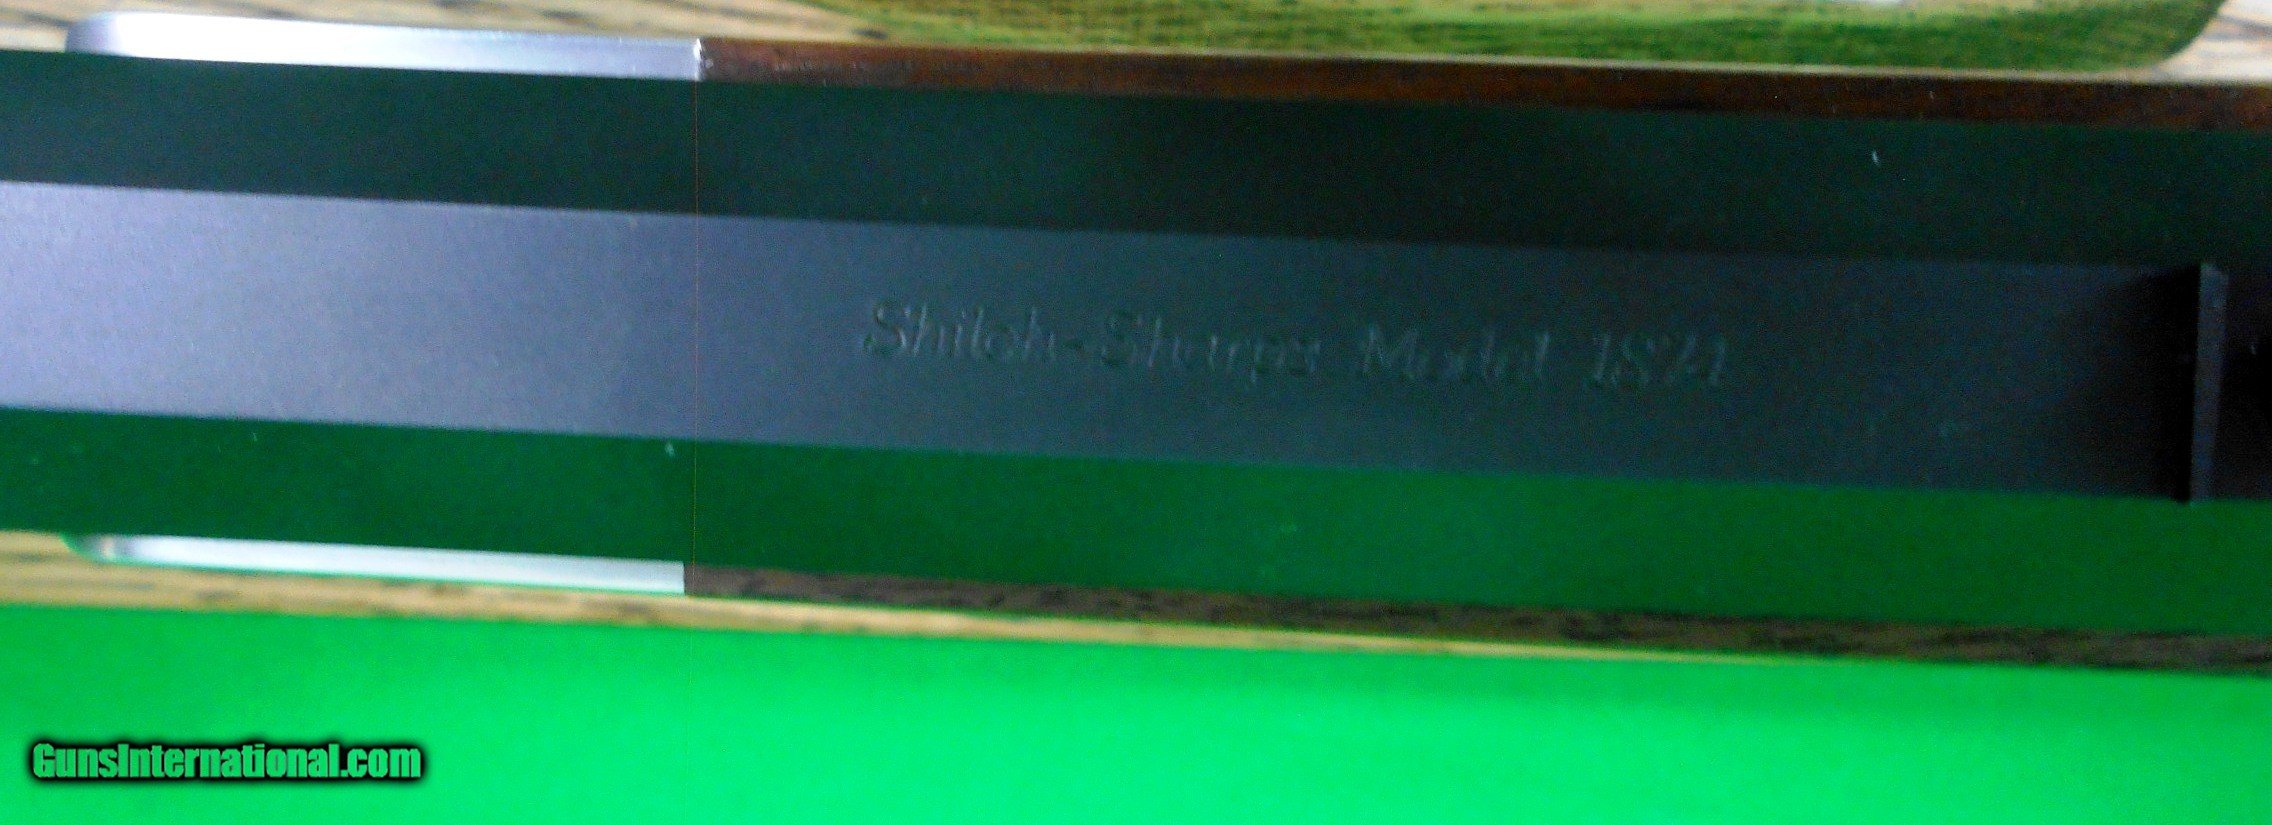 Shiloh-Sharps Model 1874
GunsInternational.com